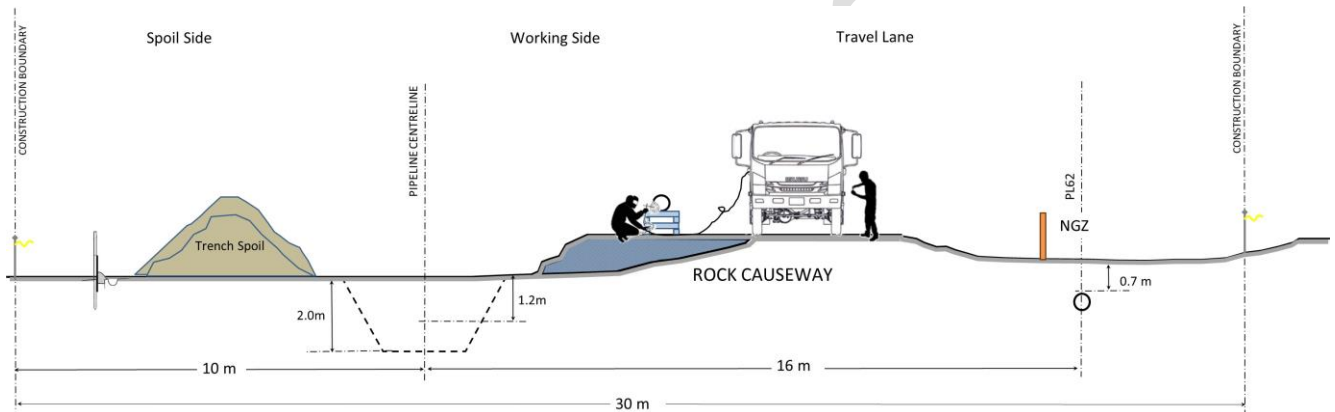 Spoil Side
Working Side
Travel Lane
CONSTRUCTION BOUNDARY
PIPELINE CENTRELINE
PL62
CONSTRUCTION BOUNDARY
ISUZU
NGZ
Trench Spoil
ROCK CAUSEWAY
0.7 m
1.2m
2.0m
10 m
16 m
30 m